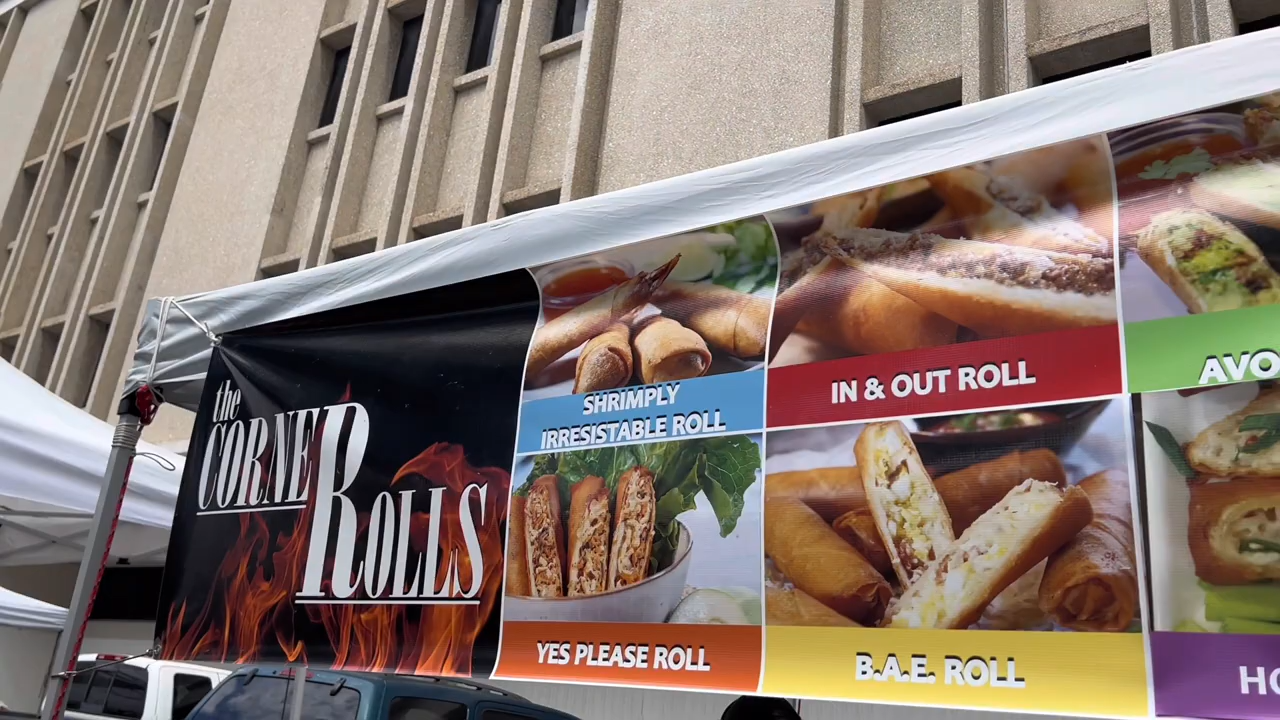 the
CORNER
ROLLS
SHRIMPLY
IRRESISTABLE ROLL
IN & OUT ROLL
YES PLEASE ROLL
B.A.E. ROLL